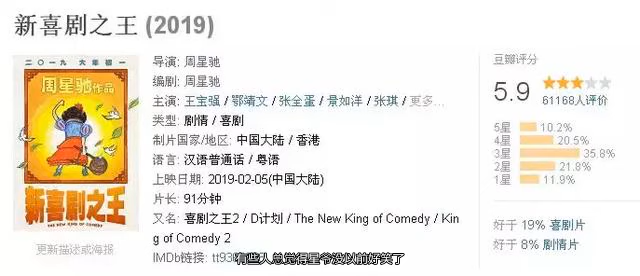 新喜剧之王 (2019)
二〇一九 大年初一
周星驰作品
新喜剧之王
更新描述或海报
导演: 周星驰
编剧: 周星驰
主演: 王宝强 / 鄂靖文 / 张全蛋 / 景如洋 / 张琪 / 更多...
类型: 剧情 / 喜剧
制片国家/地区: 中国大陆 / 香港
语言: 汉语普通话 / 粤语
上映日期: 2019-02-05(中国大陆)
片长: 91分钟
又名: 喜剧之王2 / D计划 / The New King of Comedy / King
of Comedy 2
IMDb链接: tt93
有些人总觉得星爷没以前好笑了
豆瓣评分
5.9
61168人评价
5星 10.2%
4星 20.5%
3星 35.8%
2星 21.8%
1星 11.9%
好于 19% 喜剧片
好于 8% 剧情片